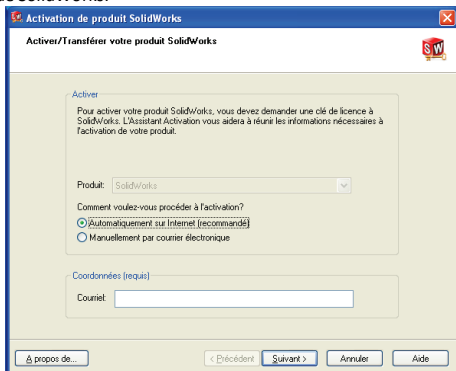 de SolidWorks.
Activation de produit SolidWorks
Activer/Transférer votre produit SolidWorks
SW
Activer
Pour activer votre produit SolidWorks, vous devez demander une clé de licence à
SolidWorks. L'Assistant Activation vous aidera à réunir les informations nécessaires à
l'activation de votre produit.
Produit: SolidWorks
Comment voulez-vous procéder à l'activation?
Automatiquement sur Internet (recommandé)
Manuellement par courrier électronique
Coordonnées (requis)
Courriel:
A propos de... < Précédent Suivant > Annuler Aide